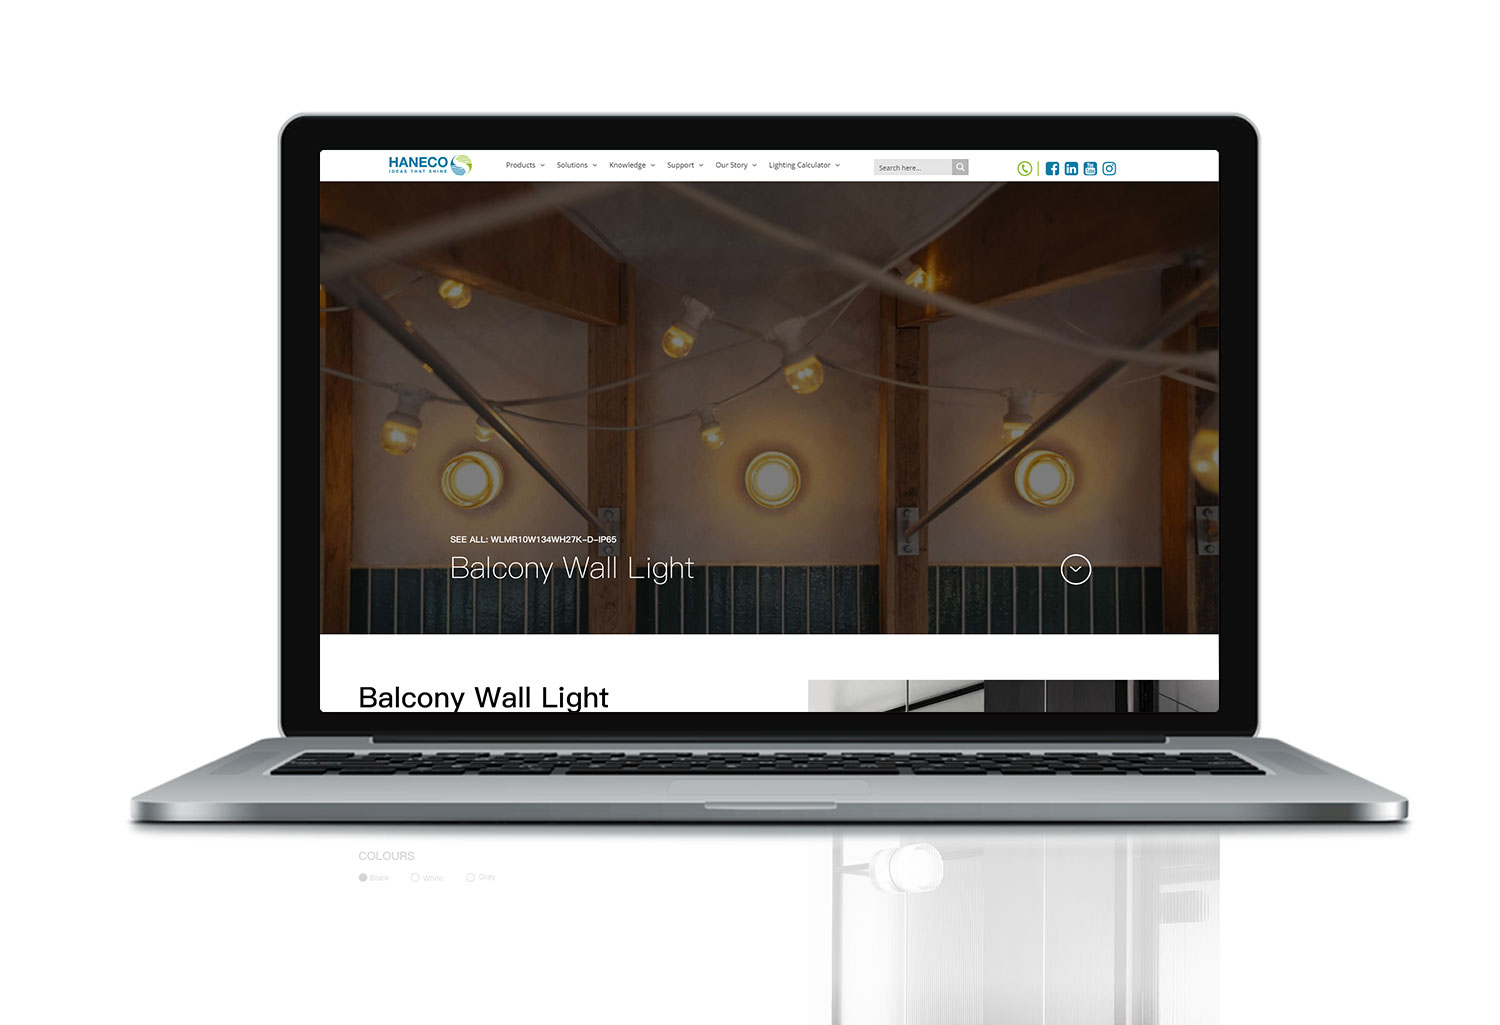 HANECO
IDEAS THAT SHINE
Products Solutions Knowledge Support Our Story Lighting Calculator
Search here...
SEE ALL: WLMR10W134WH27K-D-IP65
Balcony Wall Light
Balcony Wall Light
COLOURS
Black White Gray